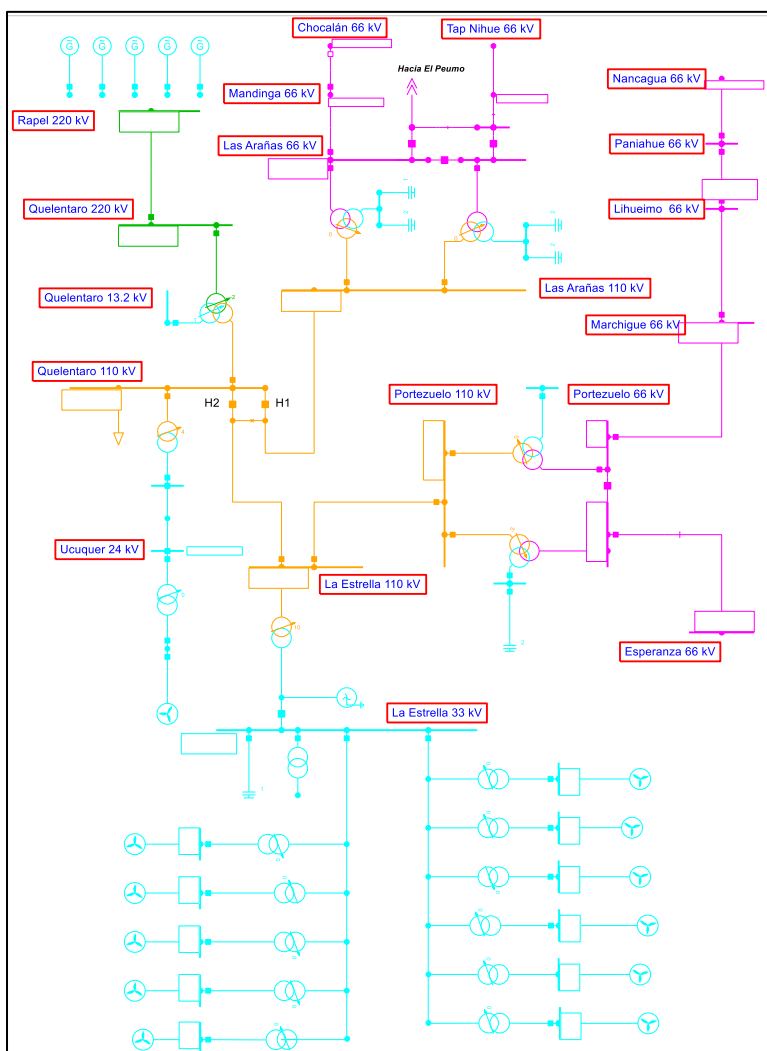 Chocalán 66 kV
Tap Nihue 66 kV
G G G G G
Hacia El Peumo
Nancagua 66 kV
Mandinga 66 kV
Rapel 220 kV
Las Arañas 66 kV
Paniahue 66 kV
Quelentaro 220 kV
Lihueimo 66 kV
Quelentaro 13.2 kV
Las Arañas 110 kV
Marchigue 66 kV
Quelentaro 110 kV
Portezuelo 110 kV
Portezuelo 66 kV
H2
H1
Ucuquer 24 kV
La Estrella 110 kV
10
Esperanza 66 kV
La Estrella 33 kV